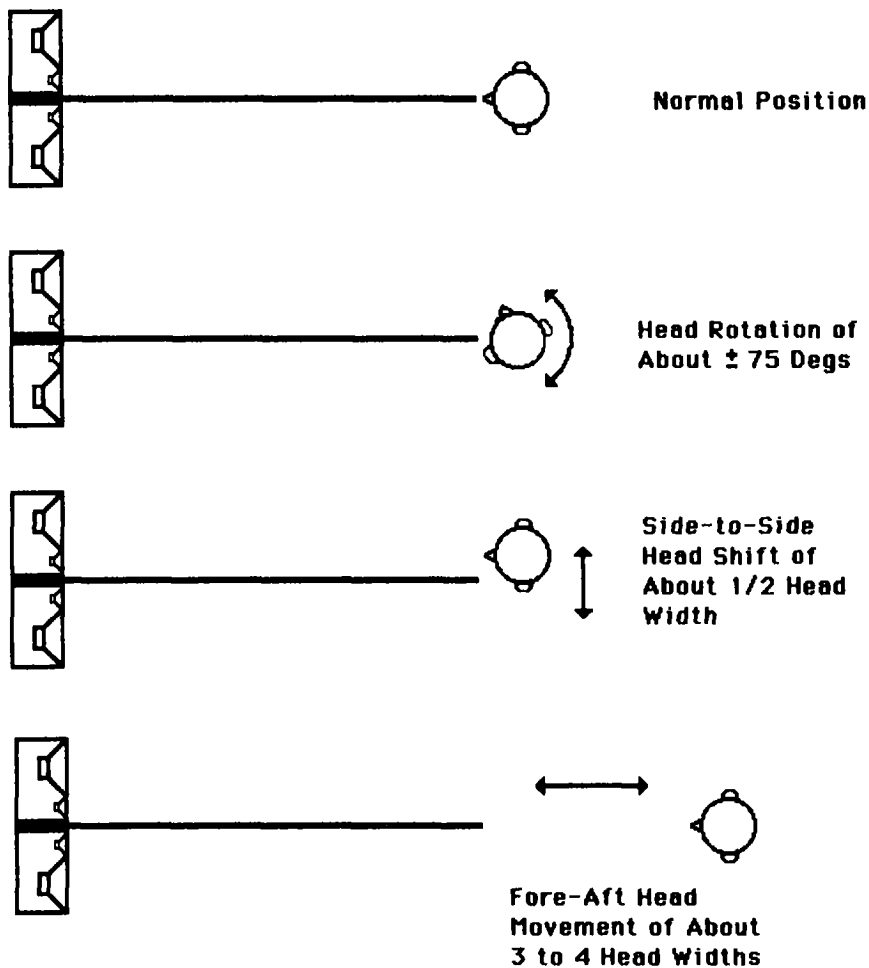 Normal Position
Head Rotation of
About ± 75 Degs
Side-to-Side
Head Shift of
About 1/2 Head
Width
Fore-Aft Head
Movement of About
3 to 4 Head Widths